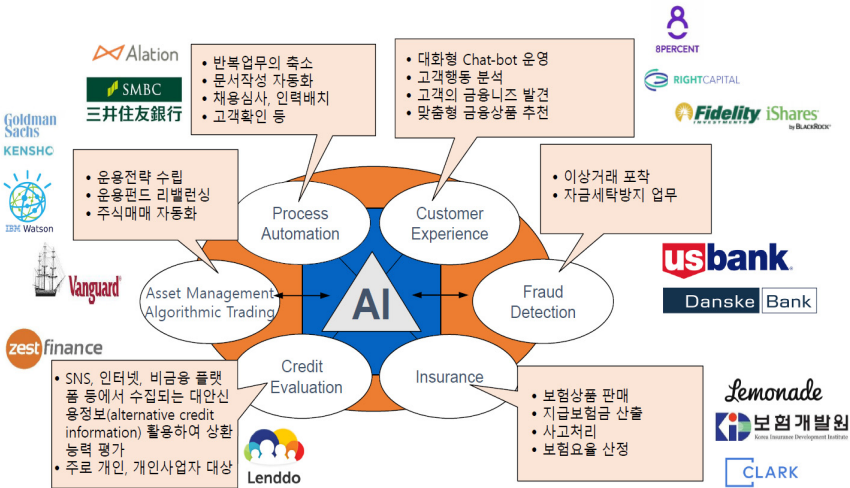 8
8PERCENT
Alation
SMBC
三井住友銀行
• 반복업무의 축소
• 문서작성 자동화
• 채용심사, 인력배치
• 고객확인 등
• 대화형 Chat-bot 운영
• 고객행동 분석
• 고객의 금융니즈 발견
• 맞춤형 금융상품 추천
RIGHTCAPITAL
Fidelity
INVESTMENTS
iShares
by BLACKROCK
Goldman
Sachs
KENSHO
IBM Watson
Vanguard
• 운용전략 수립
• 운용펀드 리밸런싱
• 주식매매 자동화
• 이상거래 포착
• 자금세탁방지 업무
Process
Automation
Customer
Experience
usbank
Danske Bank
Asset Management
Algorithmic Trading
AI
Fraud
Detection
zest finance
Credit
Evaluation
Insurance
• SNS, 인터넷, 비금융 플랫
폼 등에서 수집되는 대안신
용정보(alternative credit
information) 활용하여 상환
능력 평가
• 주로 개인, 개인사업자 대상
Lenddo
• 보험상품 판매
• 지급보험금 산출
• 사고처리
• 보험요율 산정
Lemonade
KiDi 보험개발원
Korea Insurance Development Institute
CLARK